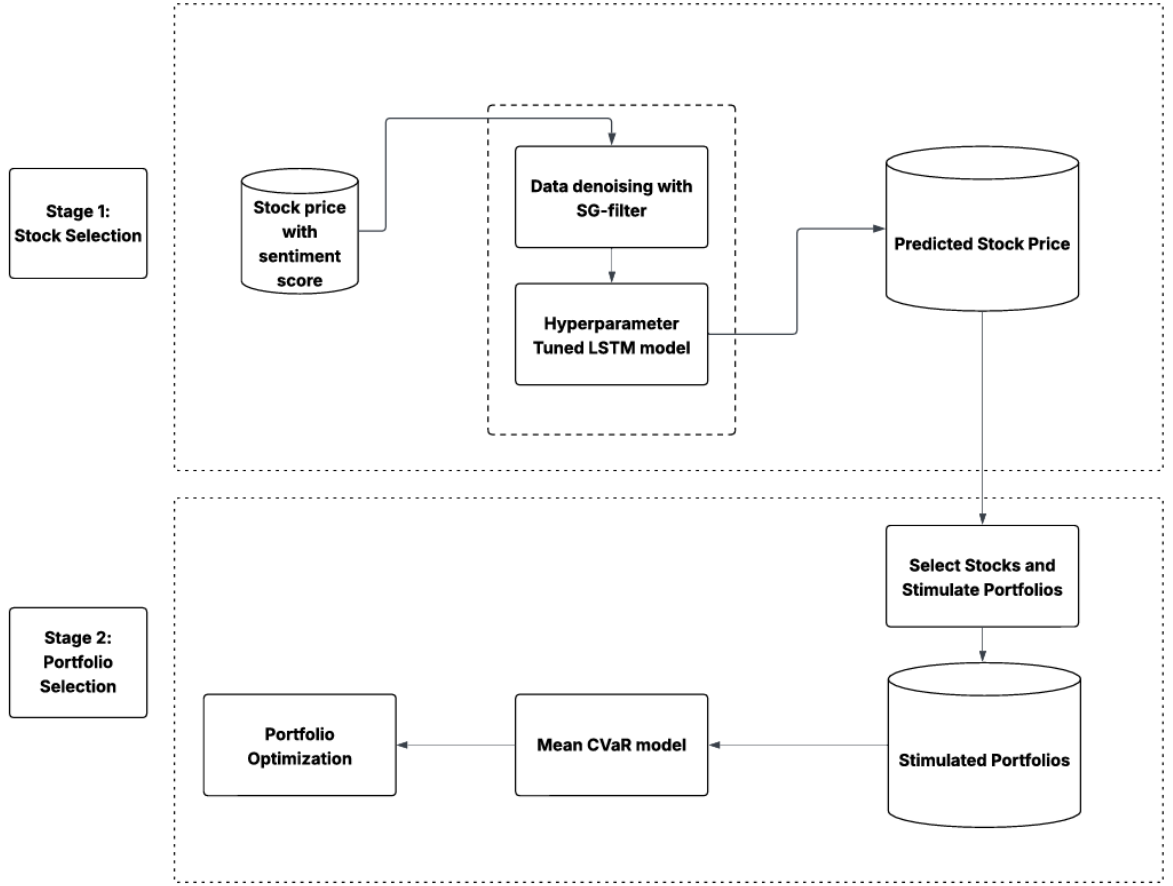 Stage 1:
Stock Selection
Stock price
with
sentiment
score
Data denoising with
SG-filter
Hyperparameter
Tuned LSTM model
Predicted Stock Price
Stage 2:
Portfolio
Selection
Select Stocks and
Stimulate Portfolios
Stimulated Portfolios
Mean CVaR model
Portfolio
Optimization